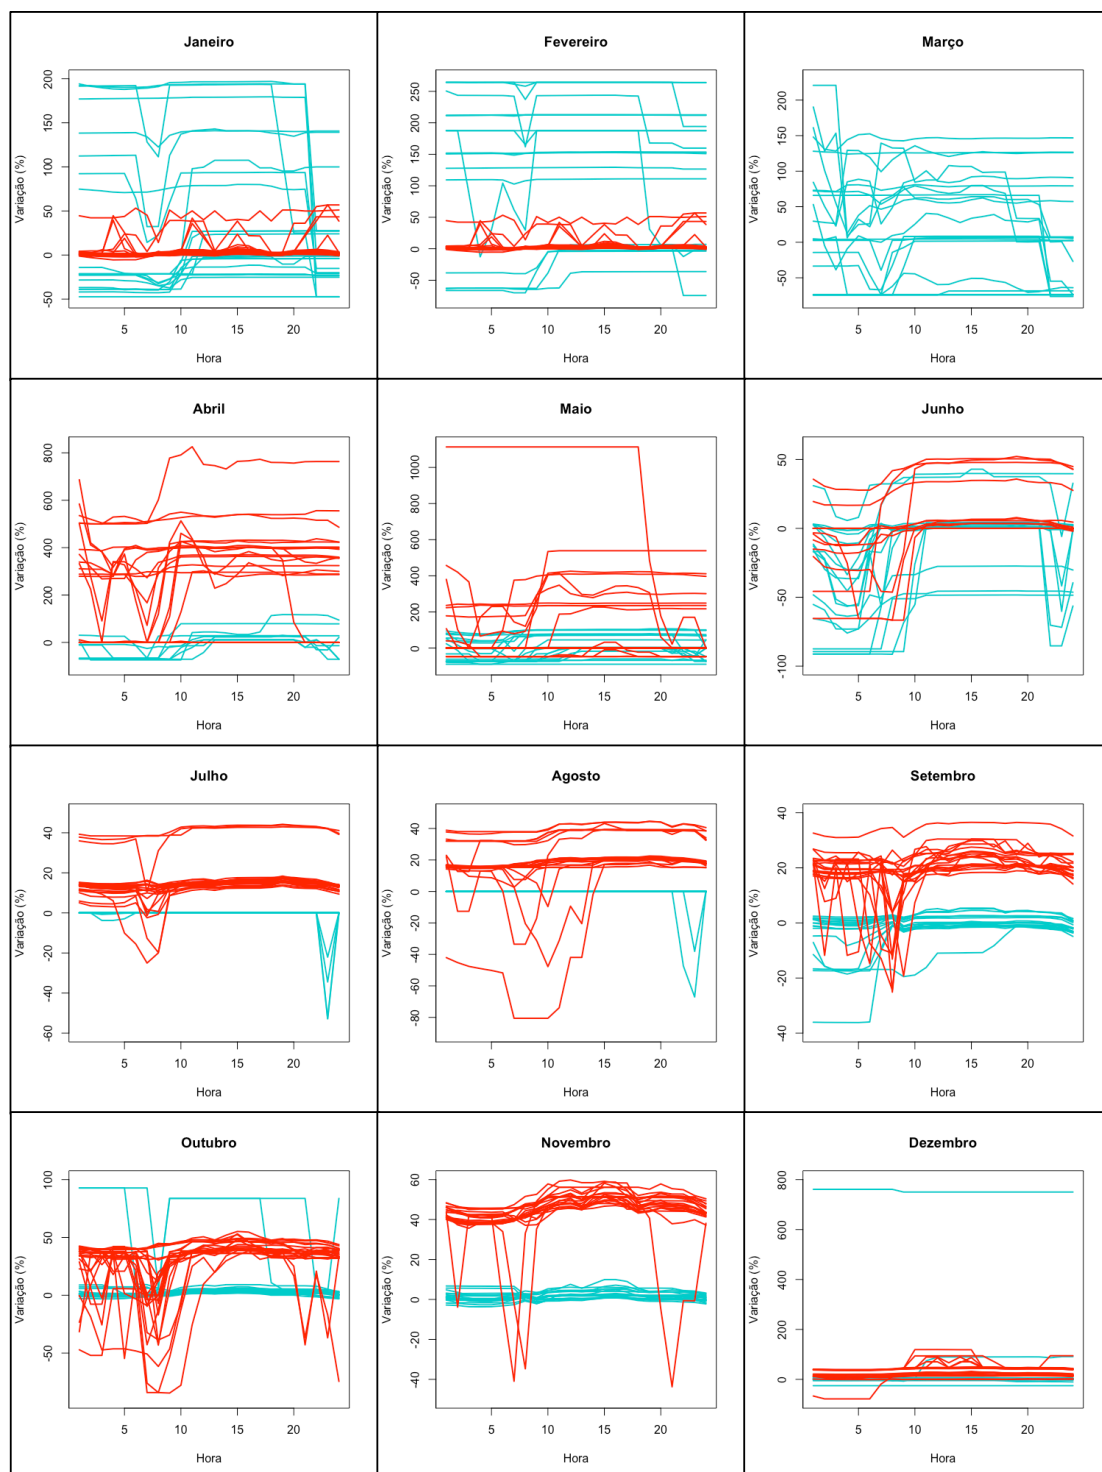 Janeiro
Variação (%)
-50 0 50 100 150 200
5 10 15 20
Hora
Fevereiro
Variação (%)
-50 0 50 100 150 200 250
5 10 15 20
Hora
Março
Variação (%)
-50 0 50 100 150 200
5 10 15 20
Hora
Abril
Variação (%)
0 200 400 600 800
5 10 15 20
Hora
Maio
Variação (%)
0 200 400 600 800 1000
5 10 15 20
Hora
Junho
Variação (%)
-100 -50 0 50
5 10 15 20
Hora
Julho
Variação (%)
-60 -40 -20 0 20 40
5 10 15 20
Hora
Agosto
Variação (%)
-80 -60 -40 -20 0 20 40
5 10 15 20
Hora
Setembro
Variação (%)
-40 -20 0 20 40
5 10 15 20
Hora
Outubro
Variação (%)
-50 0 50 100
5 10 15 20
Hora
Novembro
Variação (%)
-40 -20 0 20 40 60
5 10 15 20
Hora
Dezembro
Variação (%)
0 200 400 600 800
5 10 15 20
Hora